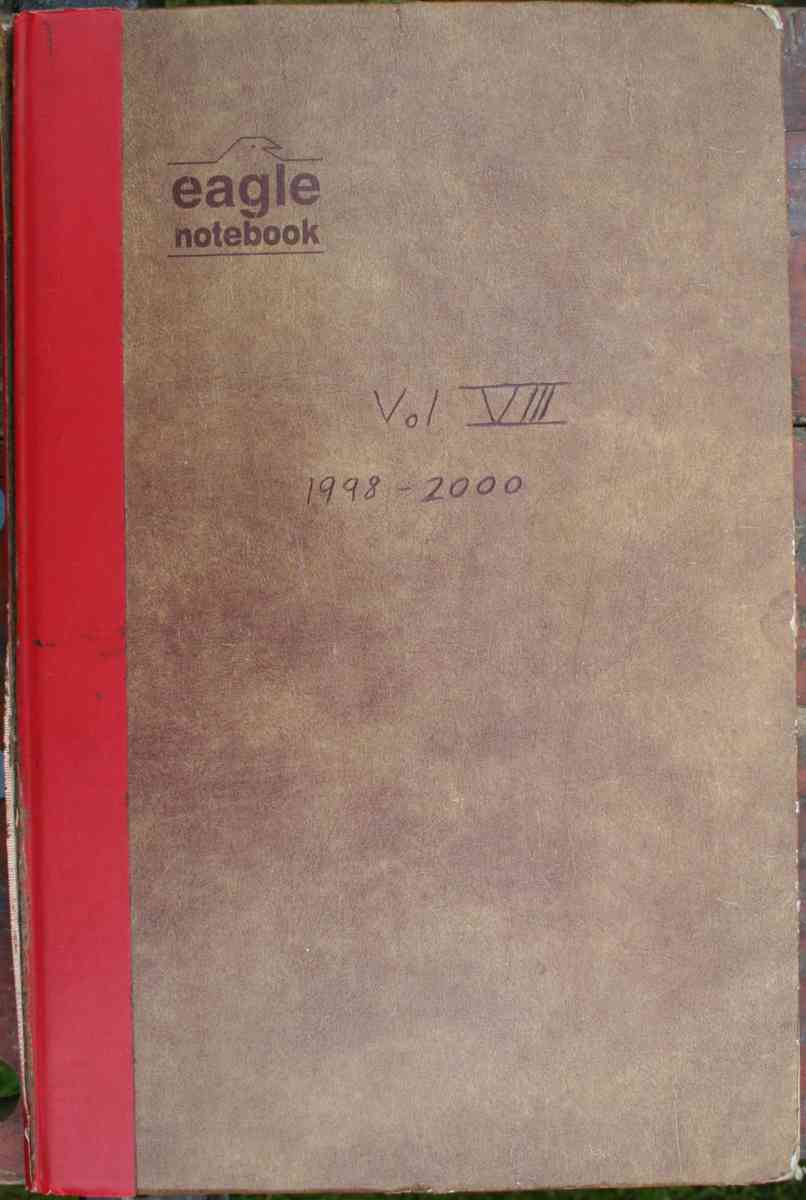 eagle
notebook
Vol VIII
1998 - 2000